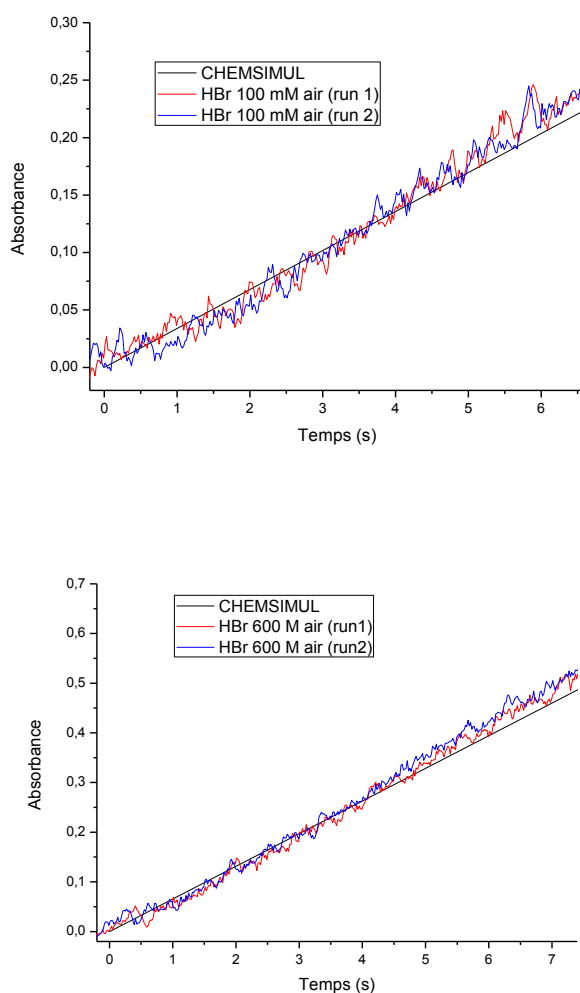 0,30
CHEMSIMUL
HBr 100 mM air (run 1)
HBr 100 mM air (run 2)
0,25
0,20
0,15
0,10
0,05
0,00
Absorbance
0 1 2 3 4 5 6
Temps (s)
0,7
CHEMSIMUL
HBr 600 M air (run1)
HBr 600 M air (run2)
0,6
0,5
0,4
0,3
0,2
0,1
0,0
Absorbance
0 1 2 3 4 5 6 7
Temps (s)